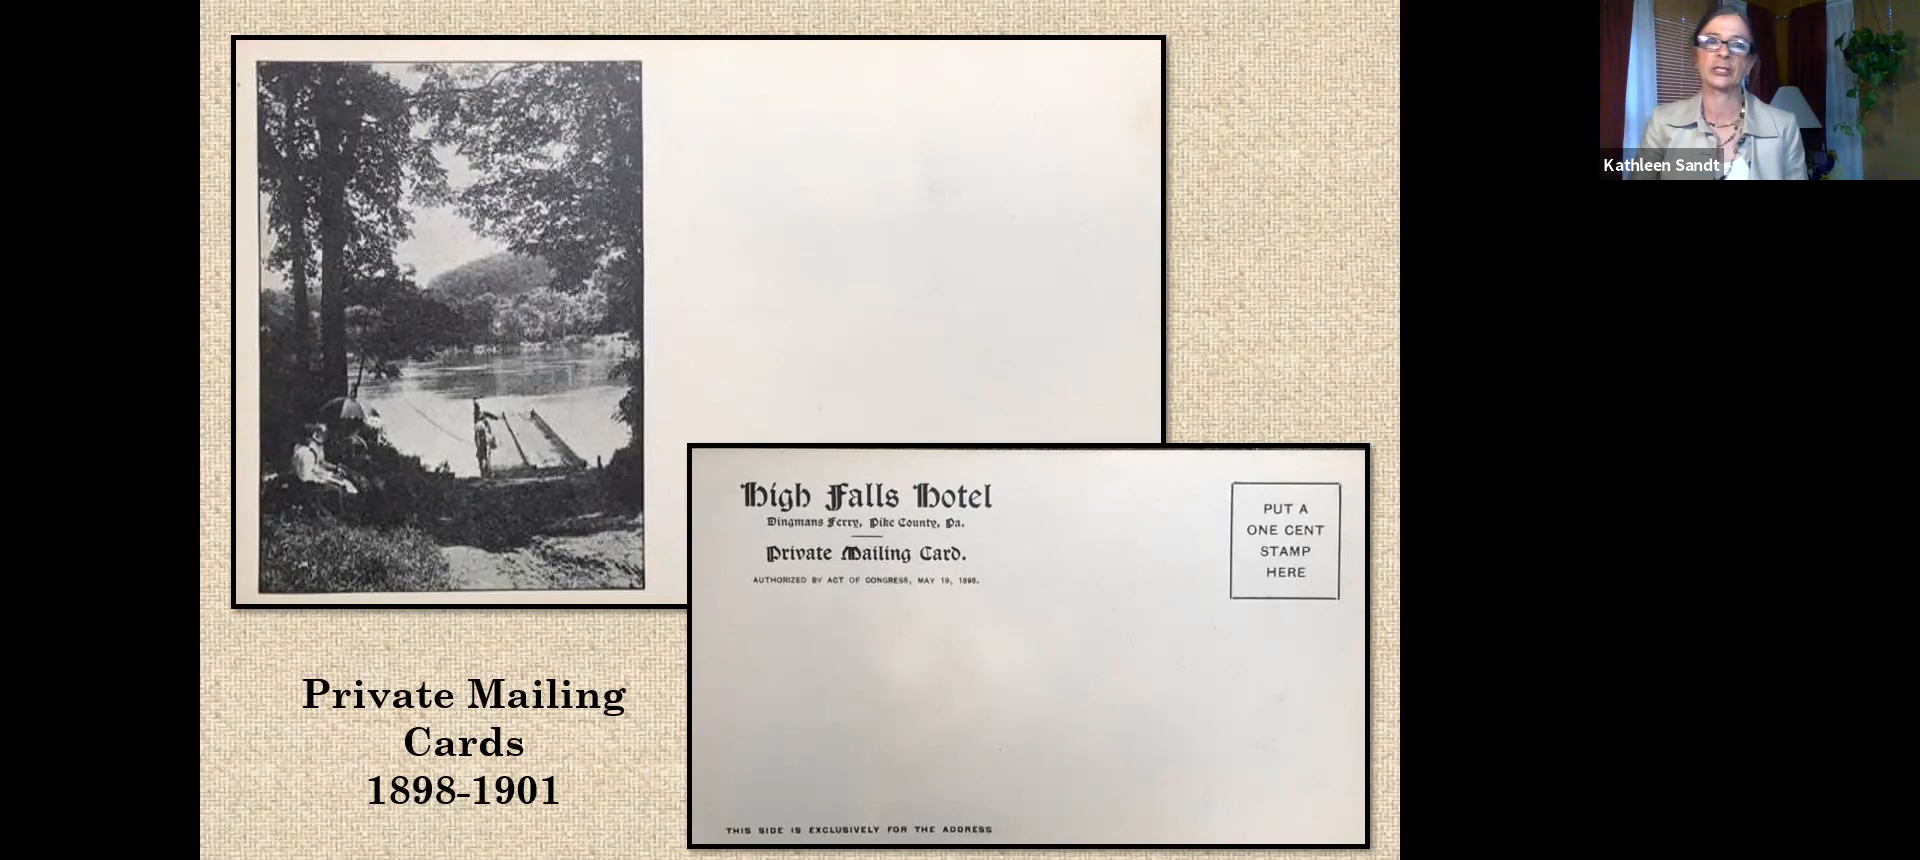 Kathleen Sandt
High Falls Hotel
Dingmans Ferry, Pike County, Pa.
Private Mailing Card.
AUTHORIZED BY ACT OF CONGRESS, MAY 19, 1898.
PUT A
ONE CENT
STAMP
HERE
THIS SIDE IS EXCLUSIVELY FOR THE ADDRESS
Private Mailing
Cards
1898-1901